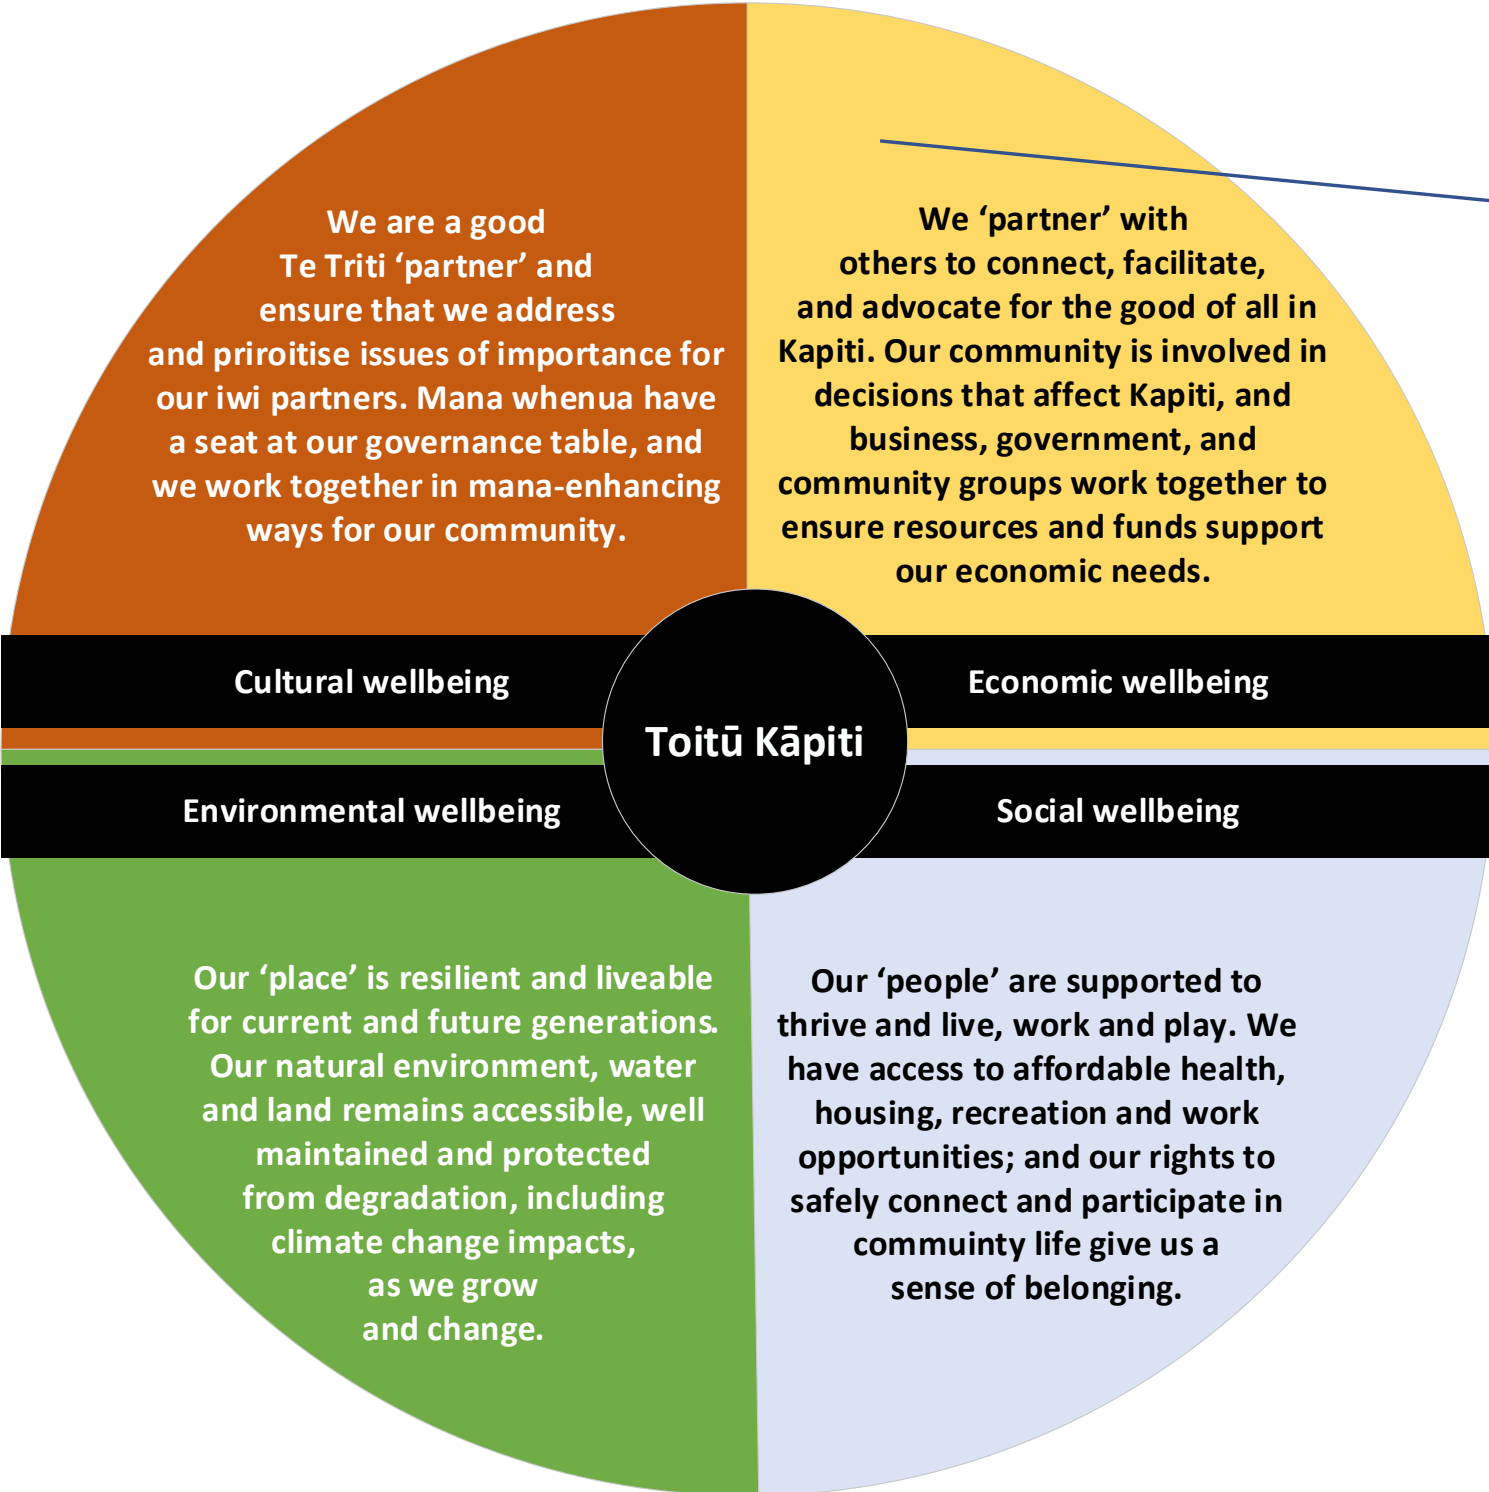 We are a good
Te Triti ‘partner’ and
ensure that we address
and priroitise issues of importance for
our iwi partners. Mana whenua have
a seat at our governance table, and
we work together in mana-enhancing
ways for our community.
We ‘partner’ with
others to connect, facilitate,
and advocate for the good of all in
Kapiti. Our community is involved in
decisions that affect Kapiti, and
business, government, and
community groups work together to
ensure resources and funds support
our economic needs.
Cultural wellbeing
Economic wellbeing
Toitū Kāpiti
Environmental wellbeing
Social wellbeing
Our ‘place’ is resilient and liveable
for current and future generations.
Our natural environment, water
and land remains accessible, well
maintained and protected
from degradation, including
climate change impacts,
as we grow
and change.
Our ‘people’ are supported to
thrive and live, work and play. We
have access to affordable health,
housing, recreation and work
opportunities; and our rights to
safely connect and participate in
commuinty life give us a
sense of belonging.